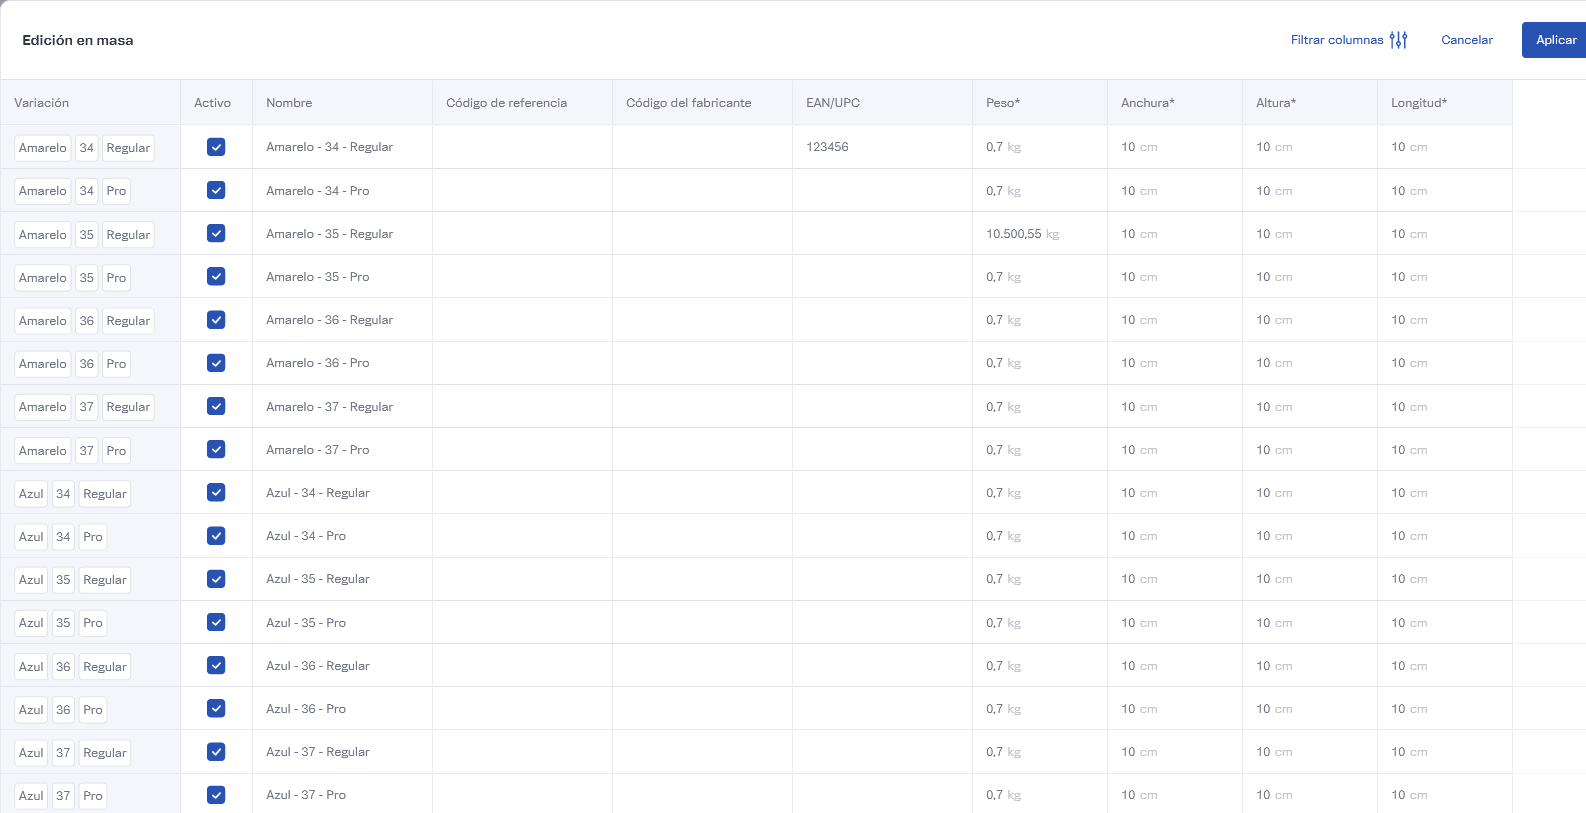 Edición en masa Filtrar columnas Cancelar Aplicar
Variación Activo Nombre Código de referencia Código del fabricante EAN/UPC Peso* Anchura* Altura* Longitud*
Amarelo 34 Regular Amarelo - 34 - Regular 123456 0,7 kg 10 cm 10 cm 10 cm
Amarelo 34 Pro Amarelo - 34 - Pro 0,7 kg 10 cm 10 cm 10 cm
Amarelo 35 Regular Amarelo - 35 - Regular 10.500,55 kg 10 cm 10 cm 10 cm
Amarelo 35 Pro Amarelo - 35 - Pro 0,7 kg 10 cm 10 cm 10 cm
Amarelo 36 Regular Amarelo - 36 - Regular 0,7 kg 10 cm 10 cm 10 cm
Amarelo 36 Pro Amarelo - 36 - Pro 0,7 kg 10 cm 10 cm 10 cm
Amarelo 37 Regular Amarelo - 37 - Regular 0,7 kg 10 cm 10 cm 10 cm
Amarelo 37 Pro Amarelo - 37 - Pro 0,7 kg 10 cm 10 cm 10 cm
Azul 34 Regular Azul - 34 - Regular 0,7 kg 10 cm 10 cm 10 cm
Azul 34 Pro Azul - 34 - Pro 0,7 kg 10 cm 10 cm 10 cm
Azul 35 Regular Azul - 35 - Regular 0,7 kg 10 cm 10 cm 10 cm
Azul 35 Pro Azul - 35 - Pro 0,7 kg 10 cm 10 cm 10 cm
Azul 36 Regular Azul - 36 - Regular 0,7 kg 10 cm 10 cm 10 cm
Azul 36 Pro Azul - 36 - Pro 0,7 kg 10 cm 10 cm 10 cm
Azul 37 Regular Azul - 37 - Regular 0,7 kg 10 cm 10 cm 10 cm
Azul 37 Pro Azul - 37 - Pro 0,7 kg 10 cm 10 cm 10 cm